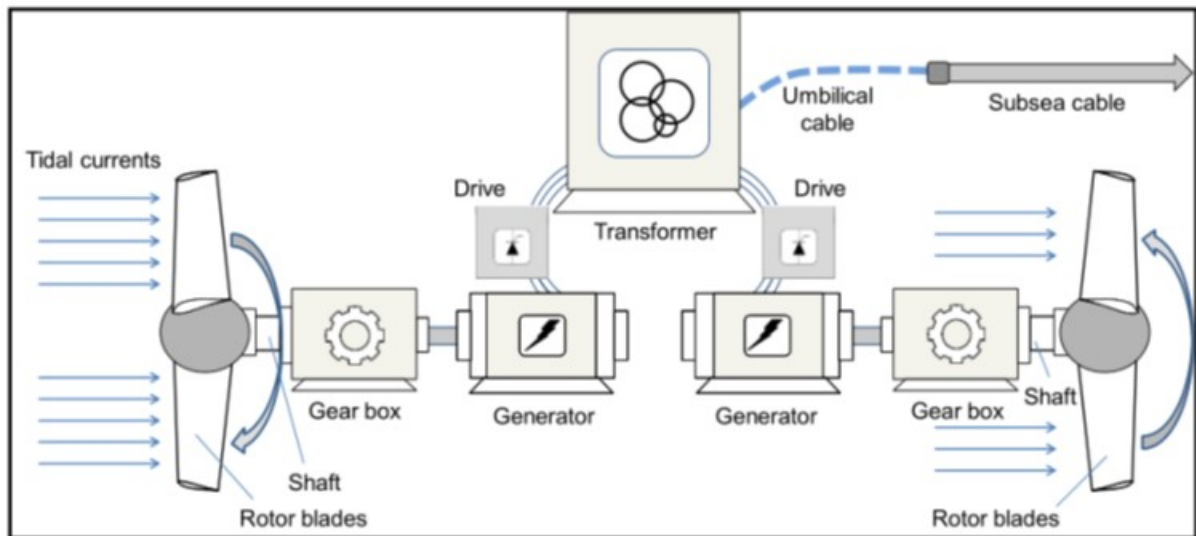 Umbilical
cable
Subsea cable
Tidal currents
Drive
Drive
Transformer
Gear box
Generator
Generator
Gear box
Shaft
Shaft
Rotor blades
Rotor blades